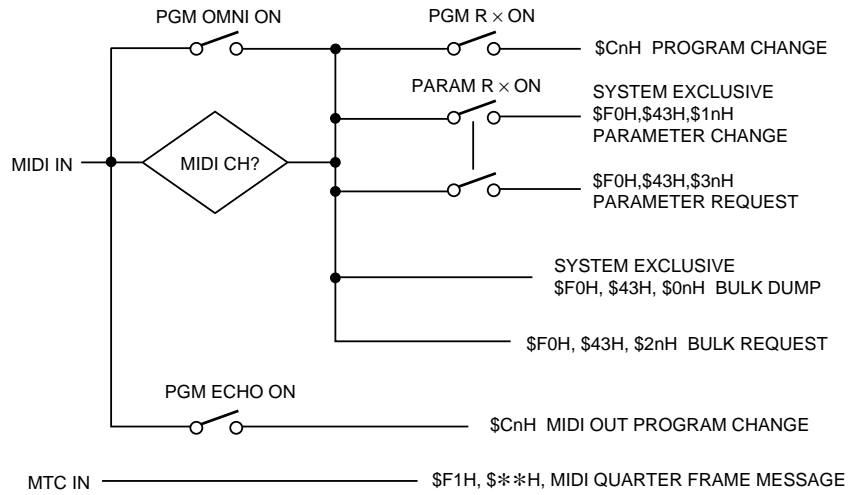 PGM OMNI ON
PGM R × ON
$CnH PROGRAM CHANGE
PARAM R × ON
SYSTEM EXCLUSIVE
$F0H,$43H,$1nH
PARAMETER CHANGE
MIDI IN
MIDI CH?
$F0H,$43H,$3nH
PARAMETER REQUEST
SYSTEM EXCLUSIVE
$F0H, $43H, $0nH BULK DUMP
$F0H, $43H, $2nH BULK REQUEST
PGM ECHO ON
$CnH MIDI OUT PROGRAM CHANGE
MTC IN
$F1H, $**H, MIDI QUARTER FRAME MESSAGE